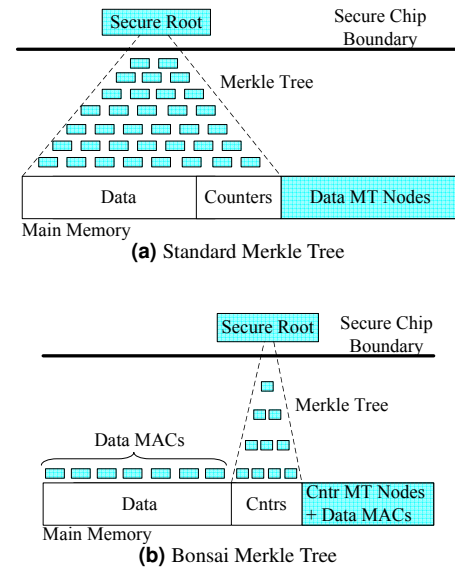 Secure Root
Secure Chip
Boundary
Merkle Tree
Data
Counters
Data MT Nodes
Main Memory
(a) Standard Merkle Tree
Secure Root
Secure Chip
Boundary
Merkle Tree
Data MACs
Data
Cntrs
Cntr MT Nodes
+ Data MACs
Main Memory
(b) Bonsai Merkle Tree